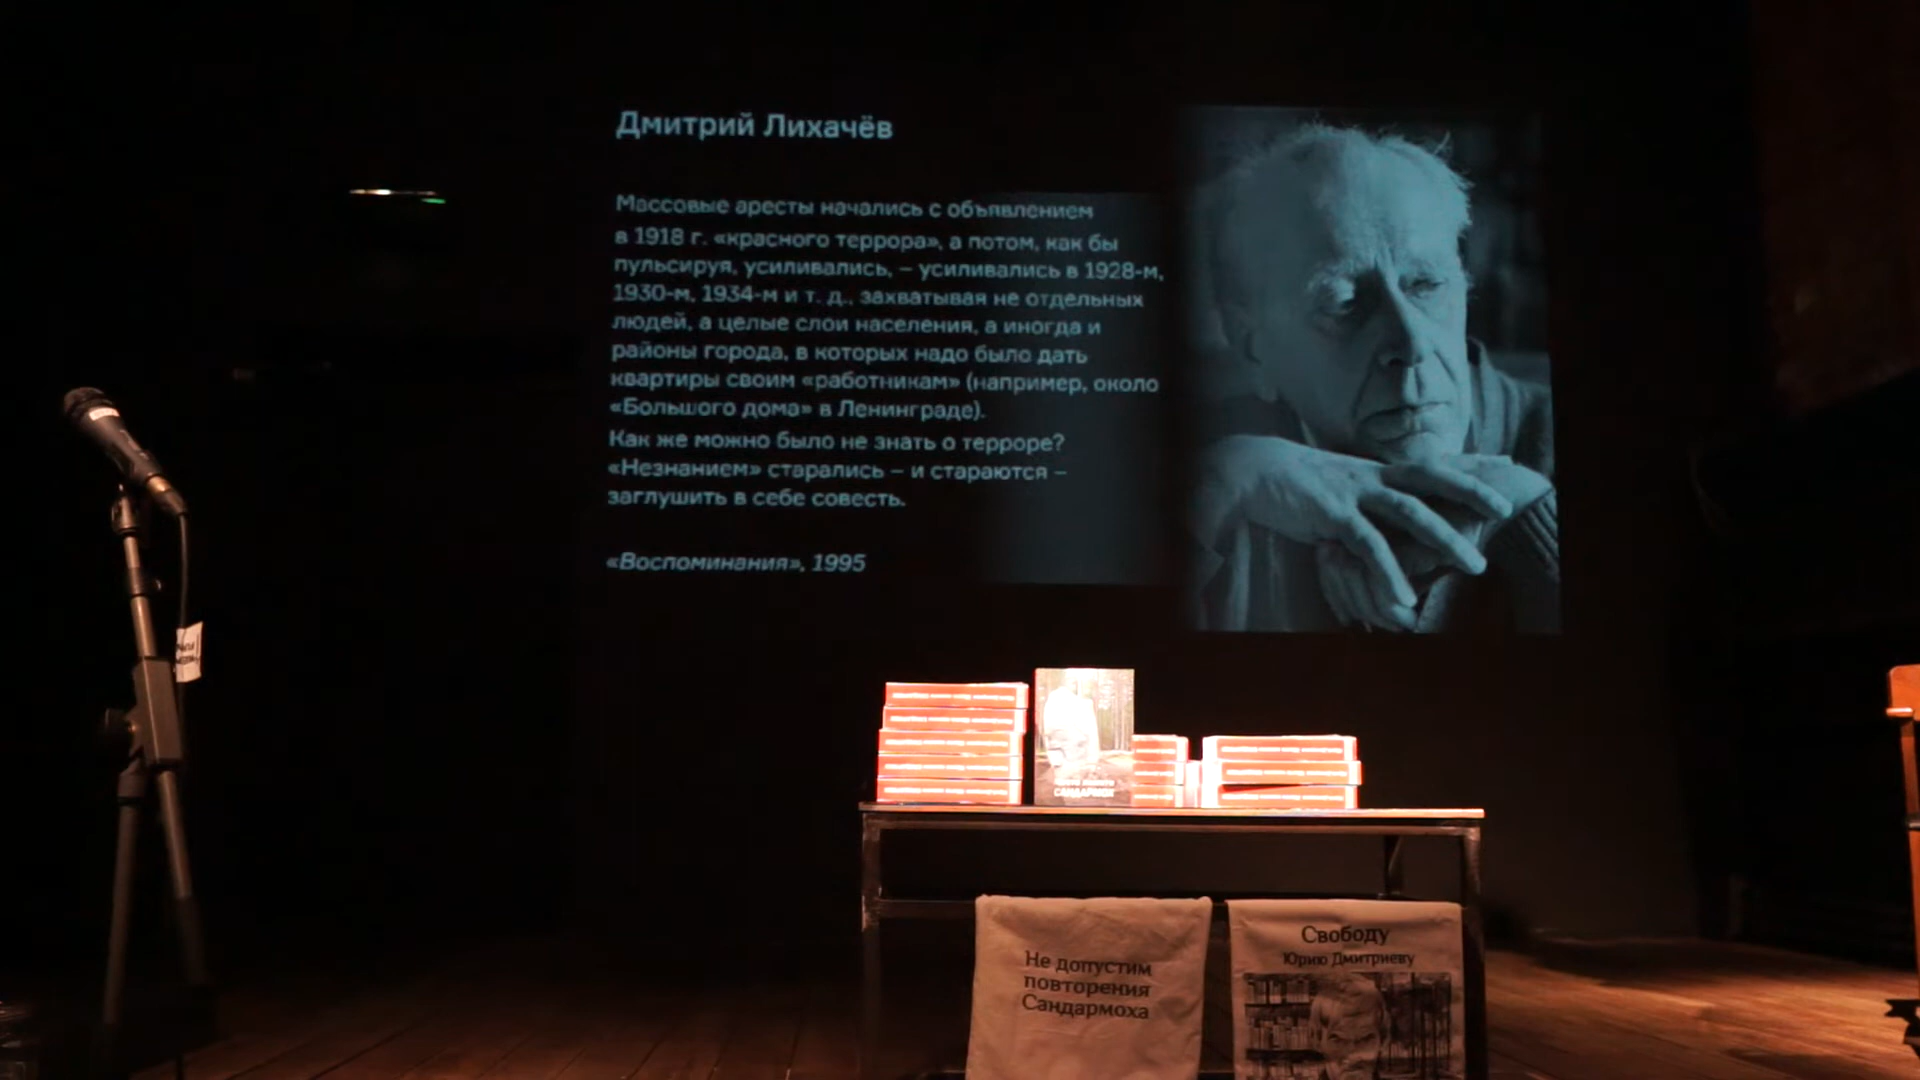 Дмитрий Лихачёв
Массовые аресты начались с объявлением
в 1918 г. «красного террора», а потом, как бы
пульсируя, усиливались, – усиливались в 1928-м,
1930-м, 1934-м и т. д., захватывая не отдельных
людей, а целые слои населения, а иногда и
районы города, в которых надо было дать
квартиры своим «работникам» (например, около
«Большого дома» в Ленинграде).
Как же можно было не знать о терроре?
«Незнанием» старались – и стараются –
заглушить в себе совесть.
«Воспоминания», 1995
САНДАРМОХ
Не допустим
повторения
Сандармоха
Свободу
Юрию Дмитриеву